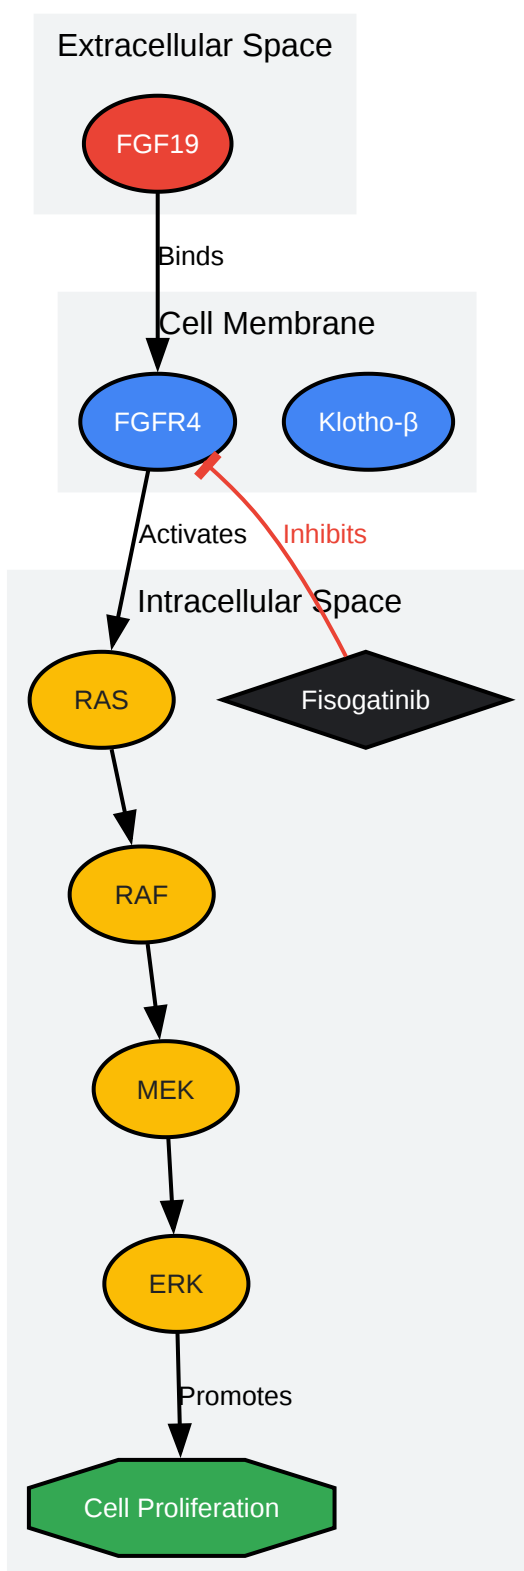 Extracellular Space
FGF19
Binds
Cell Membrane
FGFR4
Klotho-β
Activates
Inhibits
Intracellular Space
RAS
Fisogatinib
RAF
MEK
ERK
Promotes
Cell Proliferation